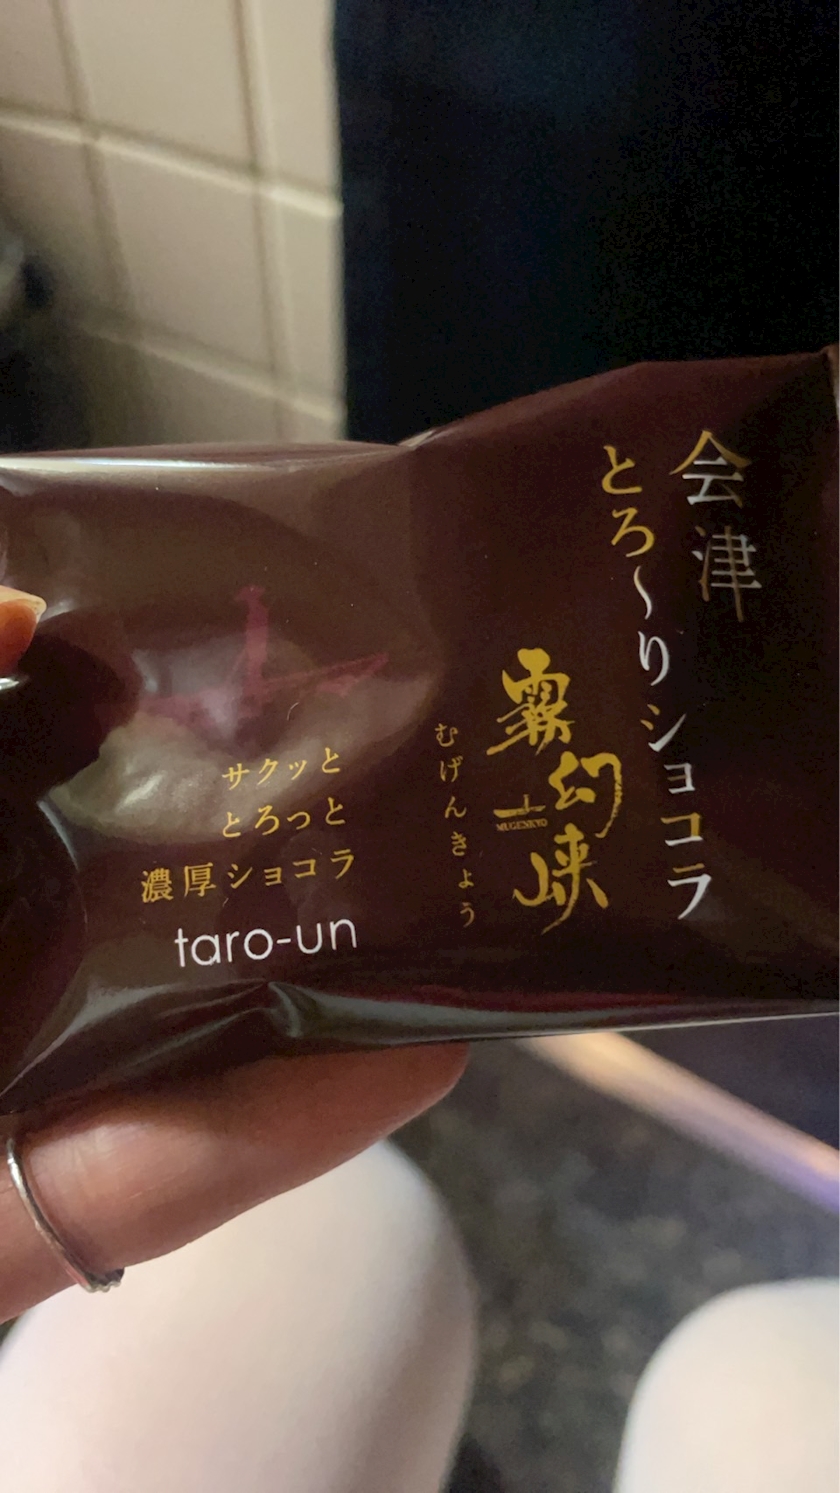 会津
とろ〜りショコラ
霧幻峡
MUGENKYO
むげんきょう
サクッと
とろっと
濃厚ショコラ
taro-un